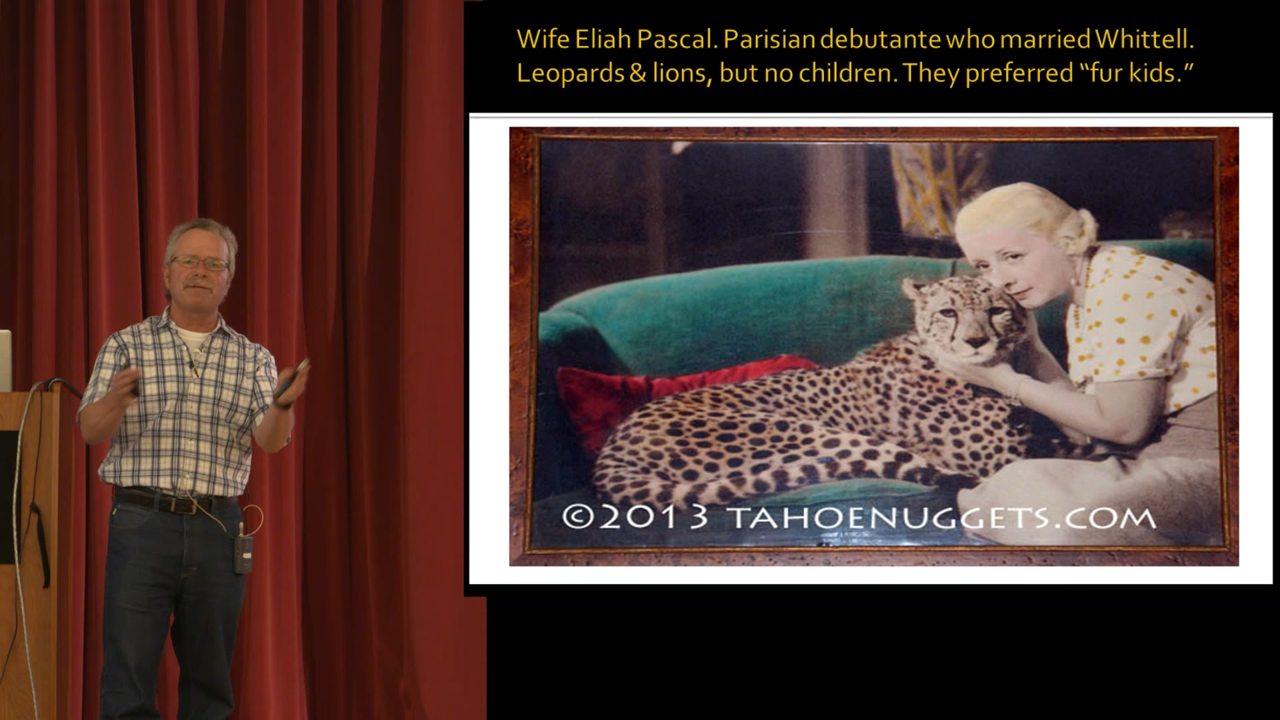 Wife Eliah Pascal. Parisian debutante who married Whittell.
Leopards & lions, but no children. They preferred “fur kids.”
©2013 TAHOENUGGETS.COM